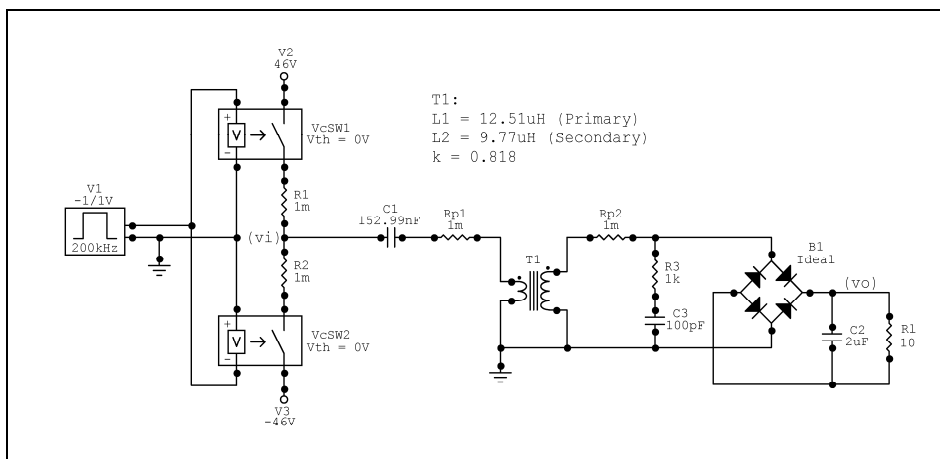 V2
46V
T1:
L1 = 12.51uH (Primary)
L2 = 9.77uH (Secondary)
k = 0.818
+
V
-
VcSW1
Vth = 0V
V1
-1/1V
200kHz
R1
1m
(vi)
C1
152.99nF
Rp1
1m
Rp2
1m
T1
R2
1m
R3
1k
C3
100pF
B1
Ideal
(vo)
C2
2uF
Rl
10
+
V
-
VcSW2
Vth = 0V
V3
-46V